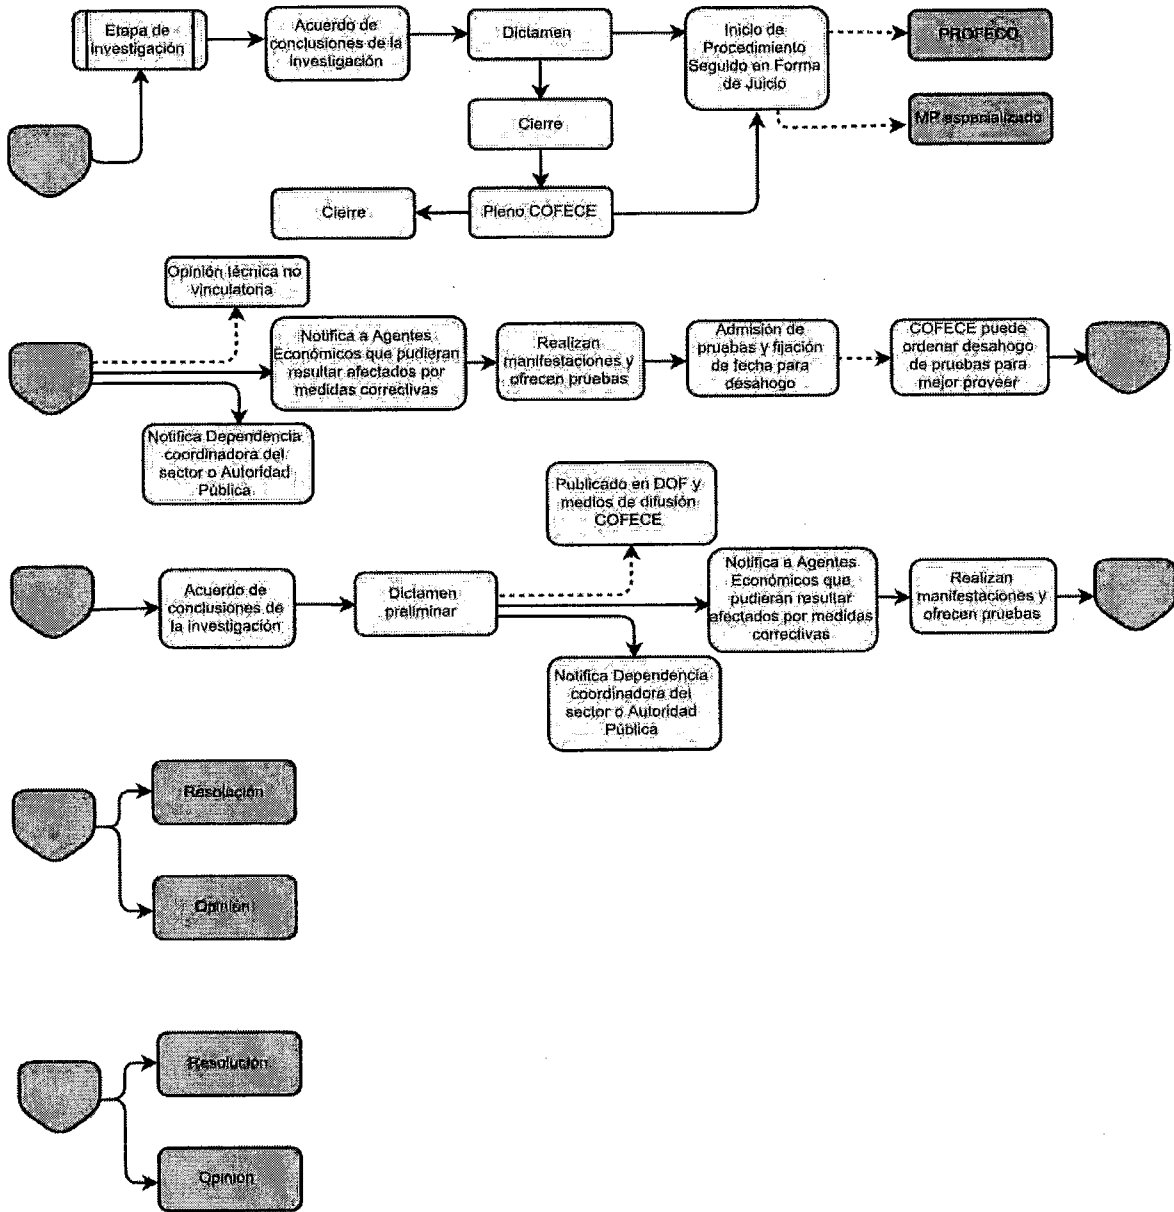 Etapa de
investigación
Acuerdo de
conclusiones de la
investigación
Dictamen
Inicio de
Procedimiento
Seguido en Forma
de Juicio
PROFECO
MP especializado
Cierre
Cierre
Pleno COFECE
Opinión técnica no
vinculatoria
Notifica a Agentes
Económicos que pudieran
resultar afectados por
medidas correctivas
Realizan
manifestaciones y
ofrecen pruebas
Admisión de
pruebas y fijación
de fecha para
desahogo
COFECE puede
ordenar desahogo
de pruebas para
mejor proveer
Notifica Dependencia
coordinadora del
sector o Autoridad
Pública
Publicado en DOF y
medios de difusión
COFECE
Acuerdo de
conclusiones de
la investigación
Dictamen
preliminar
Notifica a Agentes
Económicos que
pudieran resultar
afectados por medidas
correctivas
Realizan
manifestaciones y
ofrecen pruebas
Notifica Dependencia
coordinadora del
sector o Autoridad
Pública
Resolución
Opinión
Resolución
Opinión